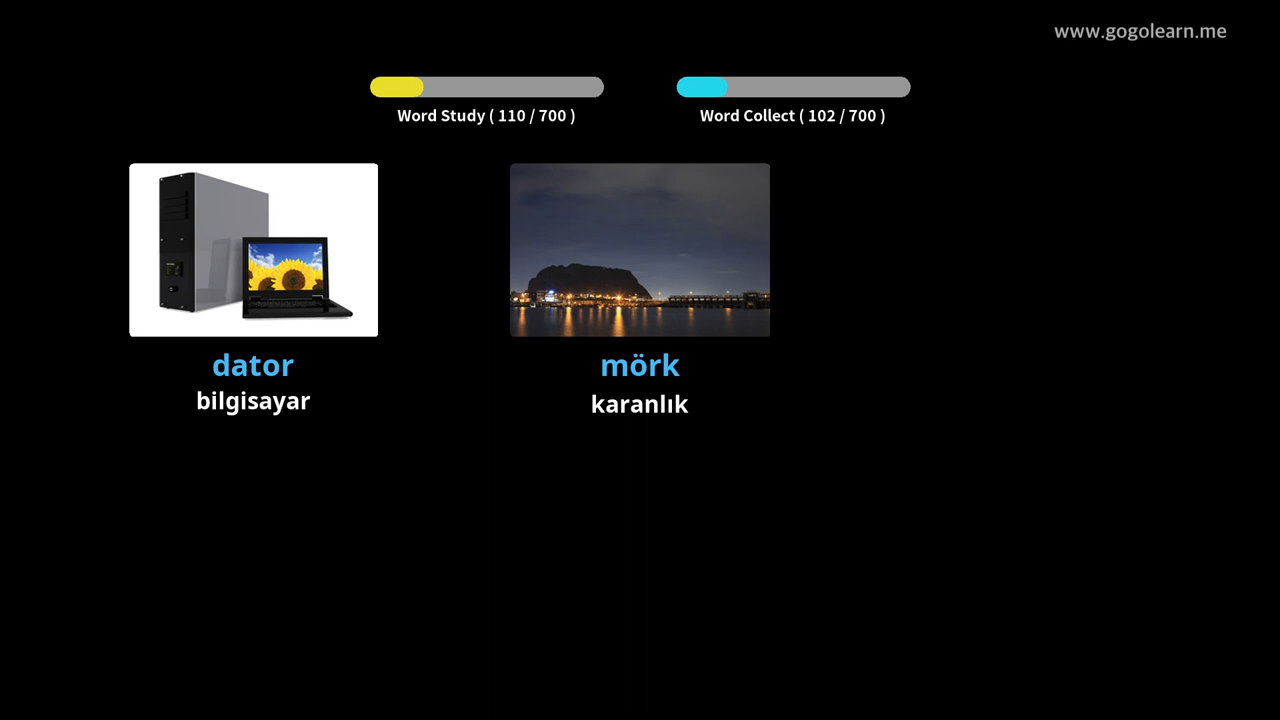 www.gogolearn.me
Word Study ( 110 / 700 )
Word Collect ( 102 / 700 )
dator
mörk
bilgisayar
karanlık